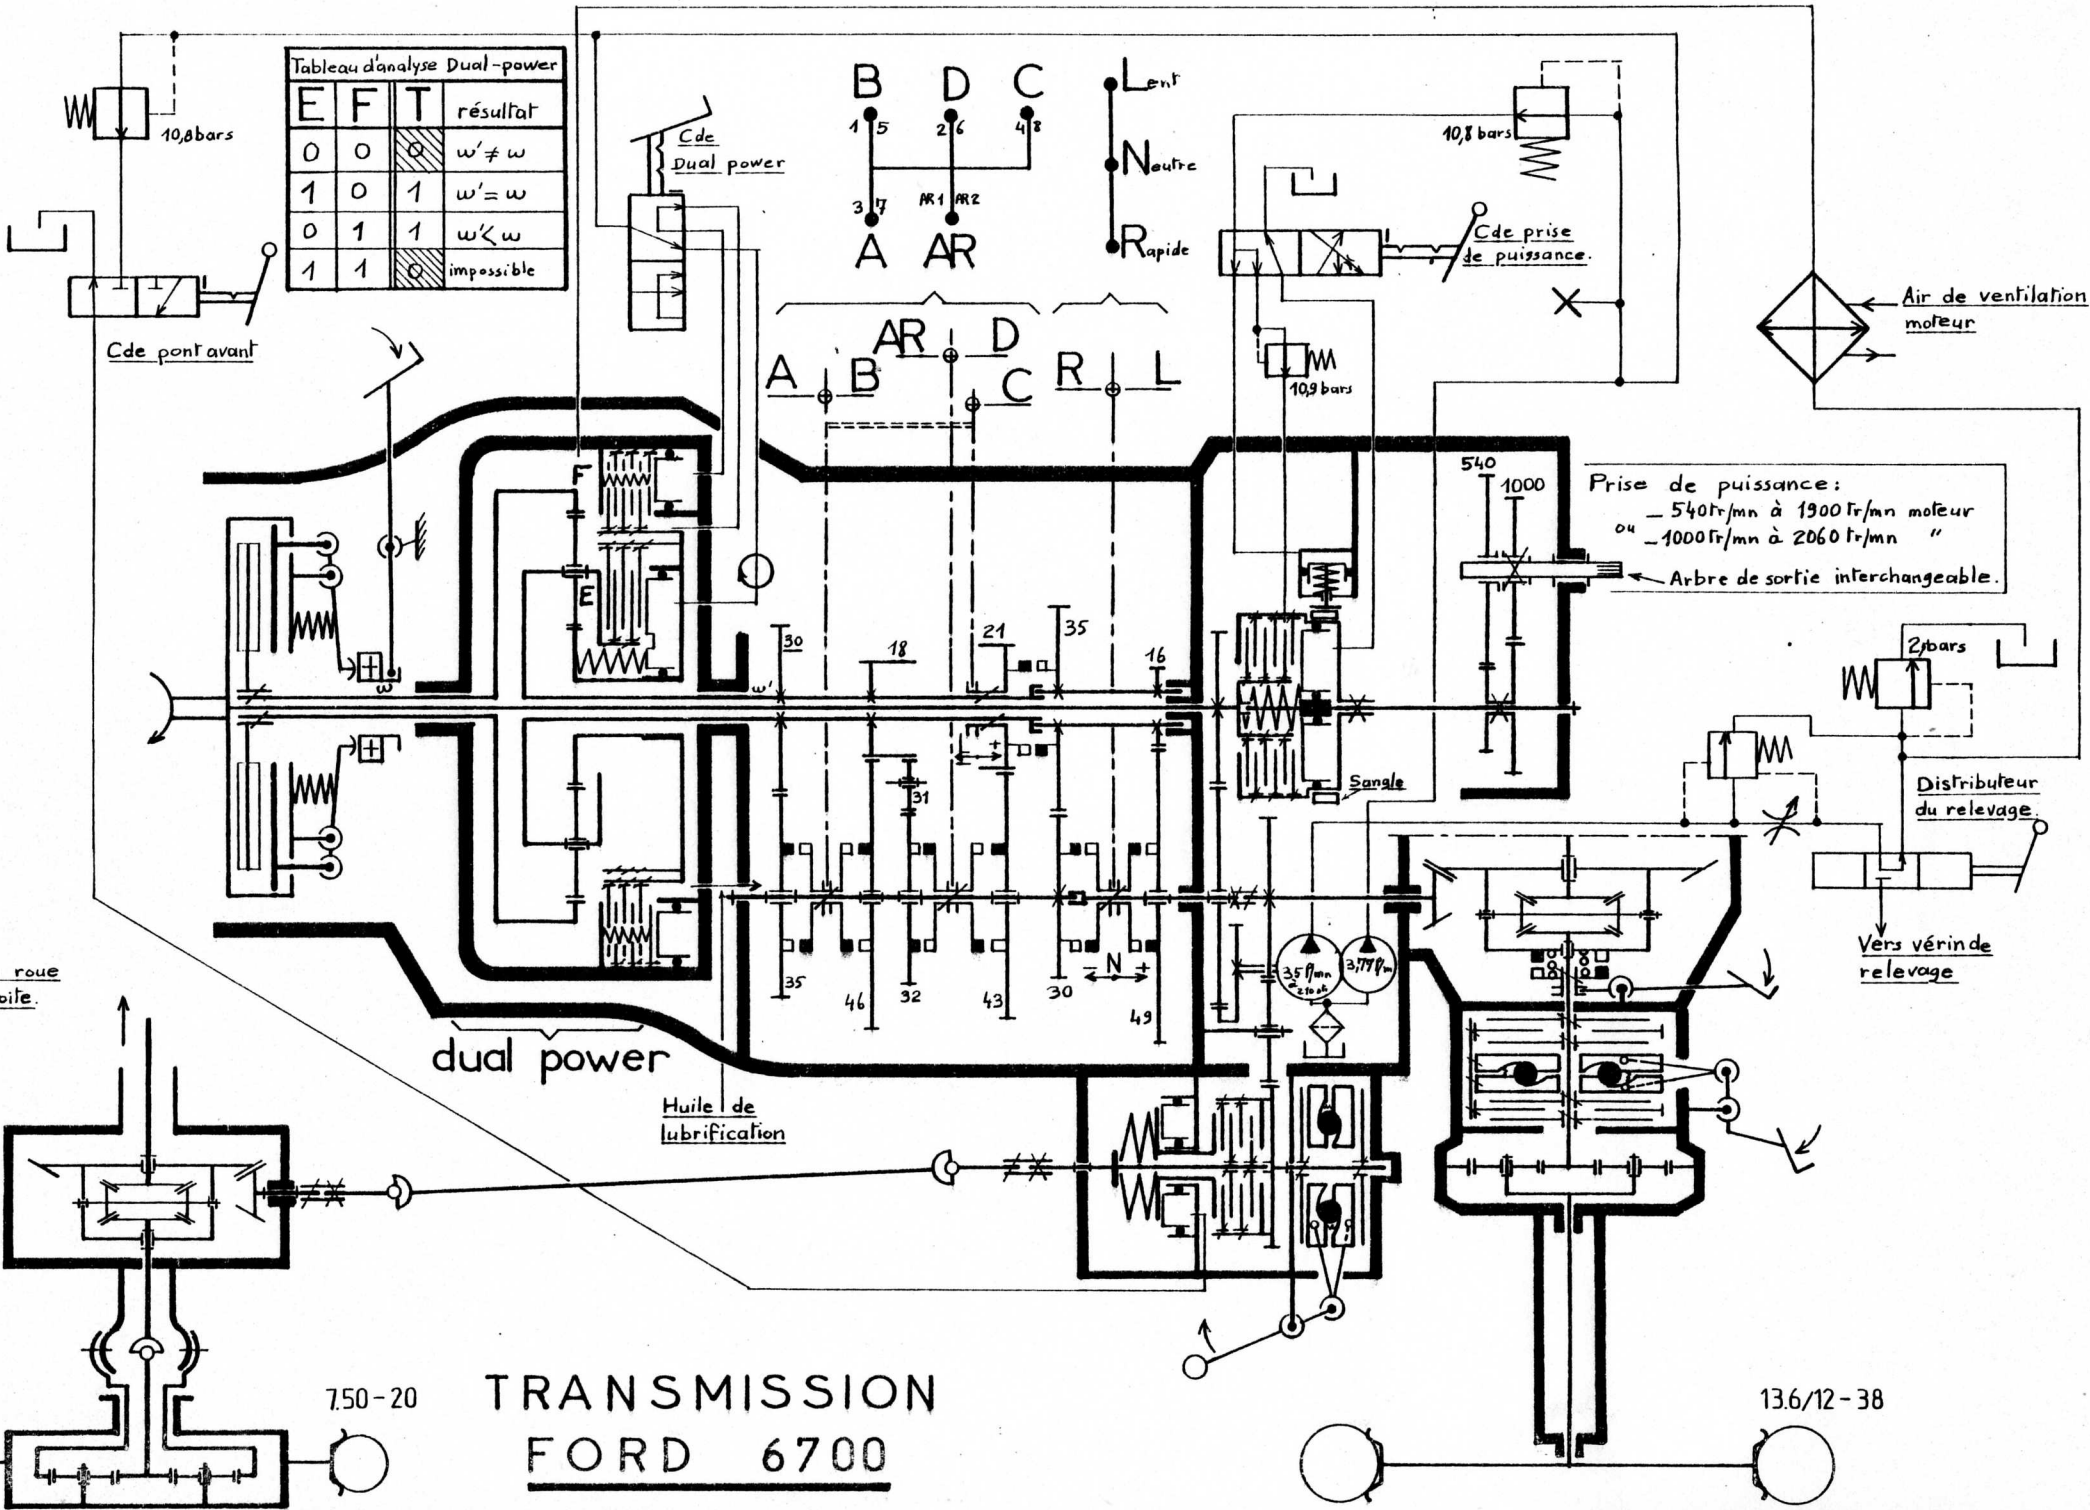 Tableau d'analyse Dual-power
E F T résultat
0 0 0 ω' ≠ ω
1 0 1 ω' = ω
0 1 1 ω' < ω
1 1 0 impossible
10,8 bars
Cde pont avant
Cde
Dual power
B D C
1 5 2 6 4 8
3 7 AR1 AR2
A AR
Lent
Neutre
Rapide
10,8 bars
Cde prise
de puissance.
10,9 bars
Air de ventilation
moteur
A B
AR D
C
R L
F
E
540
1000
Prise de puissance:
_ 540 tr/mn à 1900 tr/mn moteur
ou _ 1000 tr/mn à 2060 tr/mn "
Arbre de sortie interchangeable.
30
18
21
35
16
ω
ω'
2 bars
Sangle
Distributeur
du relevage.
31
- +
35
46
32
43
30
- N +
49
3,77 l/m
Vers vérin de
relevage
roue
dual power
Huile de
lubrification
7.50-20
13.6/12-38
TRANSMISSION
FORD 6700